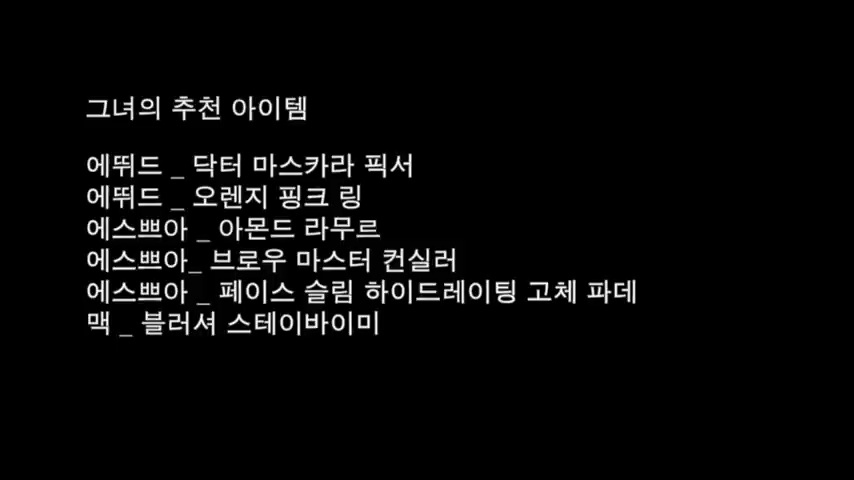 그녀의 추천 아이템
에뛰드 _ 닥터 마스카라 픽서
에뛰드 _ 오렌지 핑크 링
에스쁘아 _ 아몬드 라무르
에스쁘아_ 브로우 마스터 컨실러
에스쁘아 _ 페이스 슬림 하이드레이팅 고체 파데
맥 _ 블러셔 스테이바이미